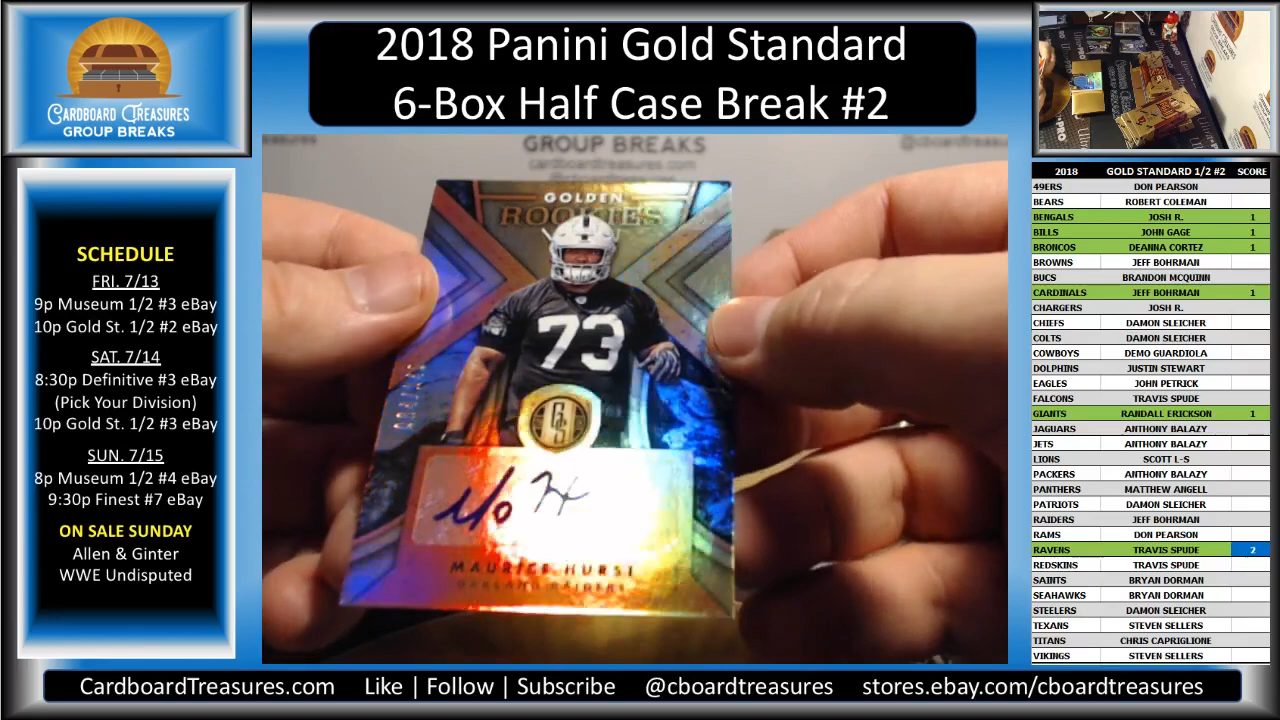 CARDBOARD TREASURES
GROUP BREAKS
2018 Panini Gold Standard
6-Box Half Case Break #2
SCHEDULE
FRI. 7/13
9p Museum 1/2 #3 eBay
10p Gold St. 1/2 #2 eBay
SAT. 7/14
8:30p Definitive #3 eBay
(Pick Your Division)
10p Gold St. 1/2 #3 eBay
SUN. 7/15
8p Museum 1/2 #4 eBay
9:30p Finest #7 eBay
ON SALE SUNDAY
Allen & Ginter
WWE Undisputed
GROUP BREAKS
cardboardtreasures.com
GOLDEN
ROOKIES
73
GS
Mo H
MAURICE HURST
OAKLAND RAIDERS
2018 GOLD STANDARD 1/2 #2 SCORE
49ERS DON PEARSON
BEARS ROBERT COLEMAN
BENGALS JOSH R. 1
BILLS JOHN GAGE 1
BRONCOS DEANNA CORTEZ 1
BROWNS JEFF BOHRMAN
BUCS BRANDON MCQUINN
CARDINALS JEFF BOHRMAN 1
CHARGERS JOSH R.
CHIEFS DAMON SLEICHER
COLTS DAMON SLEICHER
COWBOYS DEMO GUARDIOLA
DOLPHINS JUSTIN STEWART
EAGLES JOHN PETRICK
FALCONS TRAVIS SPUDE
GIANTS RANDALL ERICKSON 1
JAGUARS ANTHONY BALAZY
JETS ANTHONY BALAZY
LIONS SCOTT L-S
PACKERS ANTHONY BALAZY
PANTHERS MATTHEW ANGELL
PATRIOTS DAMON SLEICHER
RAIDERS JEFF BOHRMAN
RAMS DON PEARSON
RAVENS TRAVIS SPUDE 2
REDSKINS TRAVIS SPUDE
SAINTS BRYAN DORMAN
SEAHAWKS BRYAN DORMAN
STEELERS DAMON SLEICHER
TEXANS STEVEN SELLERS
TITANS CHRIS CAPRIGLIONE
VIKINGS STEVEN SELLERS
CardboardTreasures.com Like | Follow | Subscribe @cboardtreasures stores.ebay.com/cboardtreasures